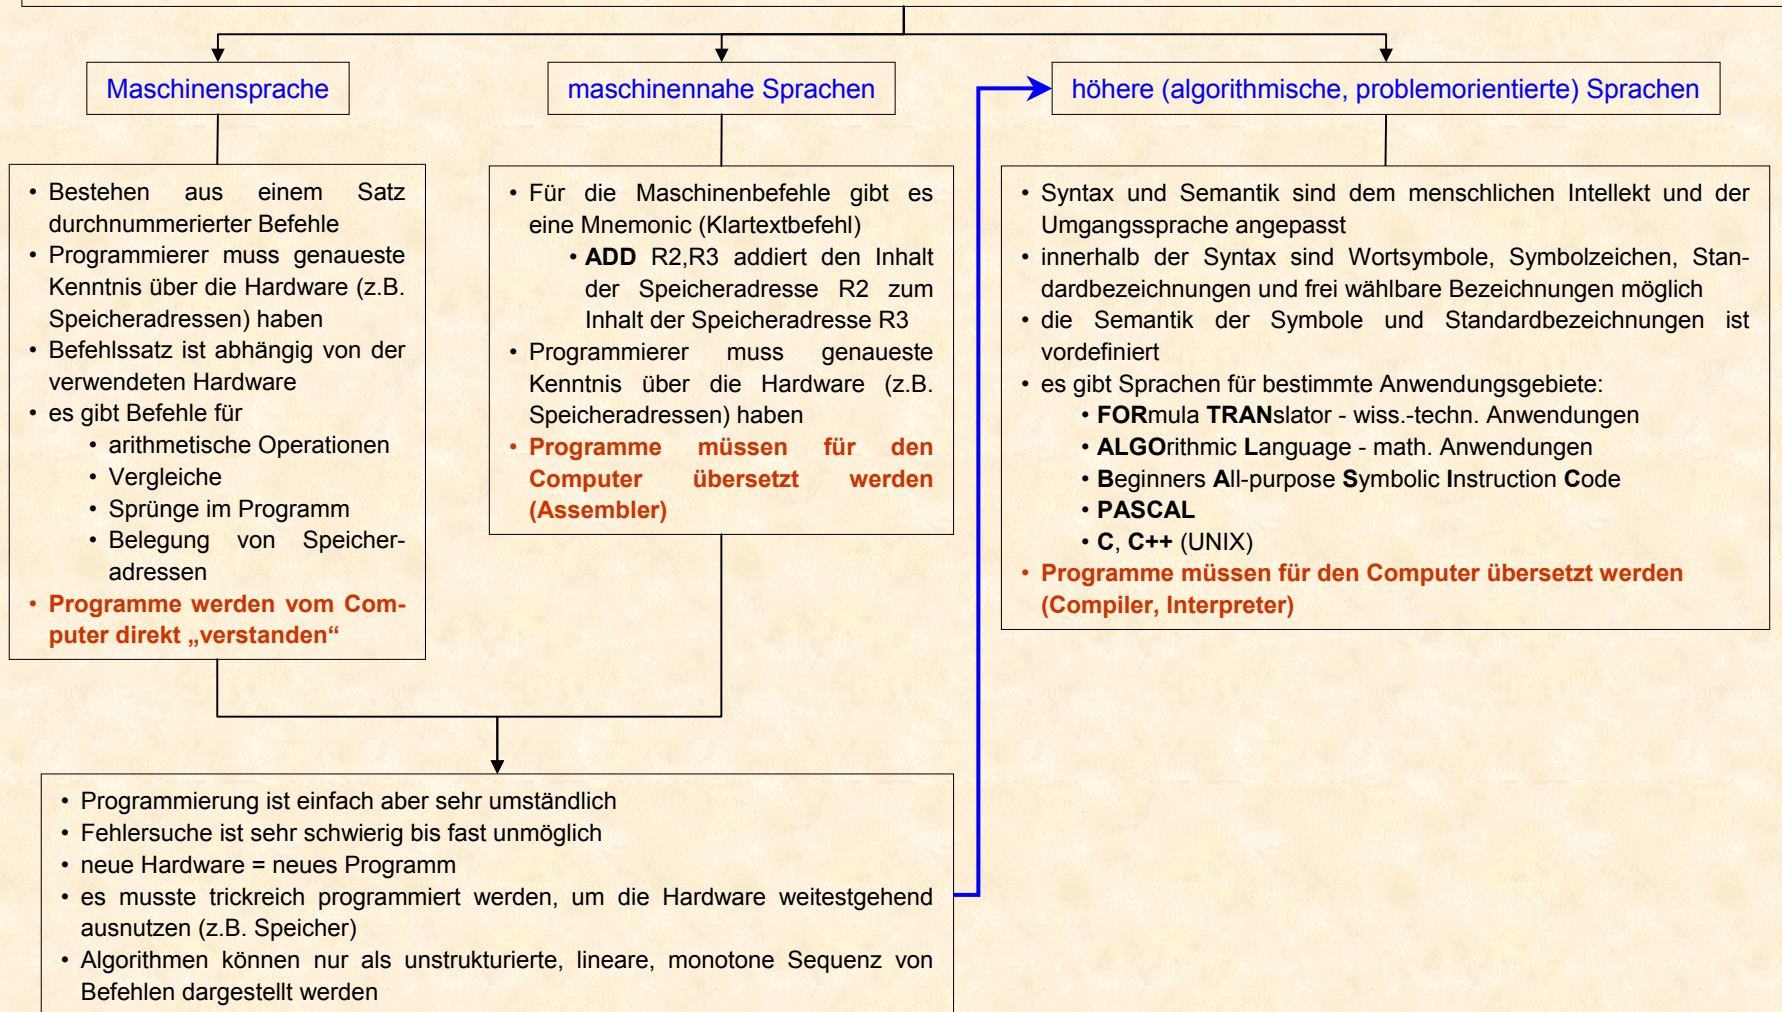 Maschinensprache
maschinennahe Sprachen
höhere (algorithmische, problemorientierte) Sprachen
• Bestehen aus einem Satz
durchnummerierter Befehle
• Programmierer muss genaueste
Kenntnis über die Hardware (z.B.
Speicheradressen) haben
• Befehlssatz ist abhängig von der
verwendeten Hardware
• es gibt Befehle für
• arithmetische Operationen
• Vergleiche
• Sprünge im Programm
• Belegung von Speicher-
adressen
• Programme werden vom Com-
puter direkt „verstanden“
• Für die Maschinenbefehle gibt es
eine Mnemonic (Klartextbefehl)
• ADD R2,R3 addiert den Inhalt
der Speicheradresse R2 zum
Inhalt der Speicheradresse R3
• Programmierer muss genaueste
Kenntnis über die Hardware (z.B.
Speicheradressen) haben
• Programme müssen für den
Computer übersetzt werden
(Assembler)
• Syntax und Semantik sind dem menschlichen Intellekt und der
Umgangssprache angepasst
• innerhalb der Syntax sind Wortsymbole, Symbolzeichen, Stan-
dardbezeichnungen und frei wählbare Bezeichnungen möglich
• die Semantik der Symbole und Standardbezeichnungen ist
vordefiniert
• es gibt Sprachen für bestimmte Anwendungsgebiete:
• FORmula TRANslator - wiss.-techn. Anwendungen
• ALGOrithmic Language - math. Anwendungen
• Beginners All-purpose Symbolic Instruction Code
• PASCAL
• C, C++ (UNIX)
• Programme müssen für den Computer übersetzt werden
(Compiler, Interpreter)
• Programmierung ist einfach aber sehr umständlich
• Fehlersuche ist sehr schwierig bis fast unmöglich
• neue Hardware = neues Programm
• es musste trickreich programmiert werden, um die Hardware weitestgehend
ausnutzen (z.B. Speicher)
• Algorithmen können nur als unstrukturierte, lineare, monotone Sequenz von
Befehlen dargestellt werden